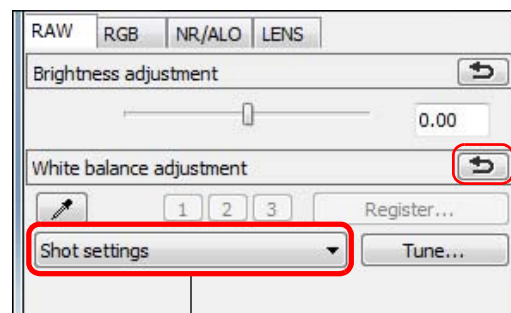 RAW RGB NR/ALO LENS
Brightness adjustment
0.00
White balance adjustment
1 2 3 Register...
Shot settings Tune...